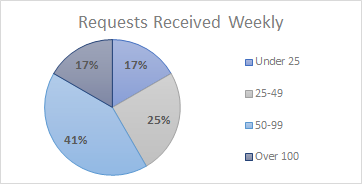 Requests Received Weekly
17%
17%
Under 25
25-49
25%
50-99
41%
Over 100